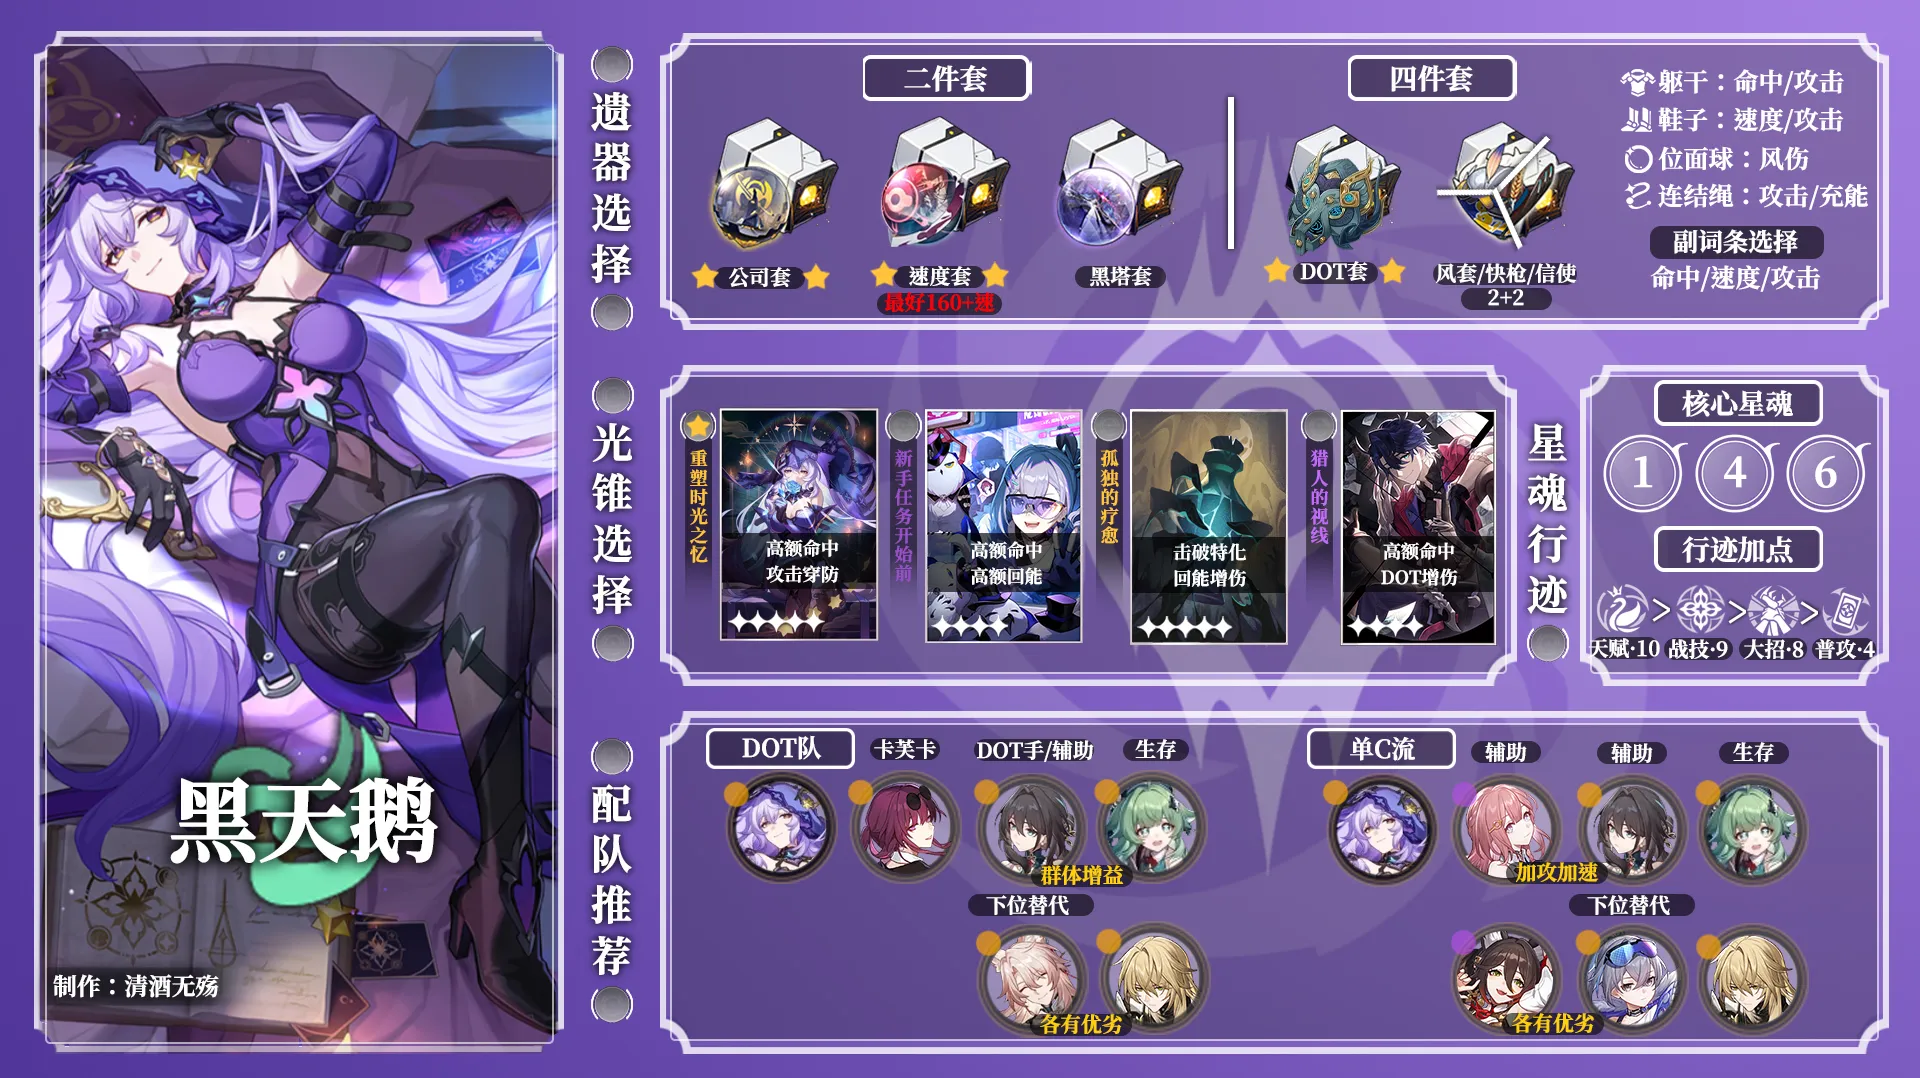 黑天鹅
制作：清酒无殇
遗器选择
二件套
公司套
速度套
最好160+速
黑塔套
四件套
DOT套
风套/快枪/信使
2+2
躯干：命中/攻击
鞋子：速度/攻击
位面球：风伤
连结绳：攻击/充能
副词条选择
命中/速度/攻击
光锥选择
重塑时光之忆
高额命中
攻击穿防
新手任务开始前
高额命中
高额回能
孤独的疗愈
击破特化
回能增伤
猎人的视线
高额命中
DOT增伤
星魂行迹
核心星魂
1 4 6
行迹加点
> > >
天赋·10 战技·9 大招·8 普攻·4
配队推荐
DOT队 卡芙卡 DOT手/辅助 生存
群体增益
下位替代
各有优劣
单C流 辅助 辅助 生存
加攻加速
下位替代
各有优劣